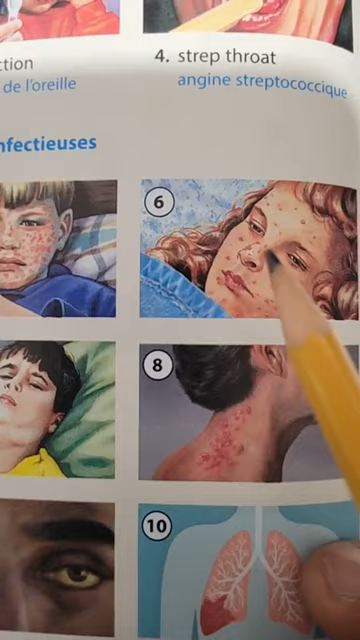 ction
4. strep throat
de l'oreille
angine streptococcique
nfectieuses
6
8
10